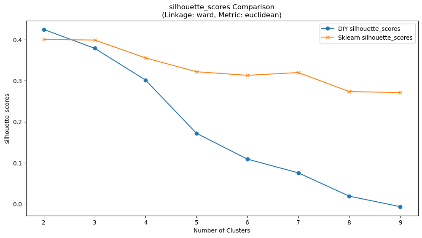 silhouette_scores Comparison
(Linkage: ward, Metric: euclidean)
DIY silhouette_scores
Sklearn silhouette_scores
silhouette_scores
0.4
0.3
0.2
0.1
0.0
2 3 4 5 6 7 8 9
Number of Clusters